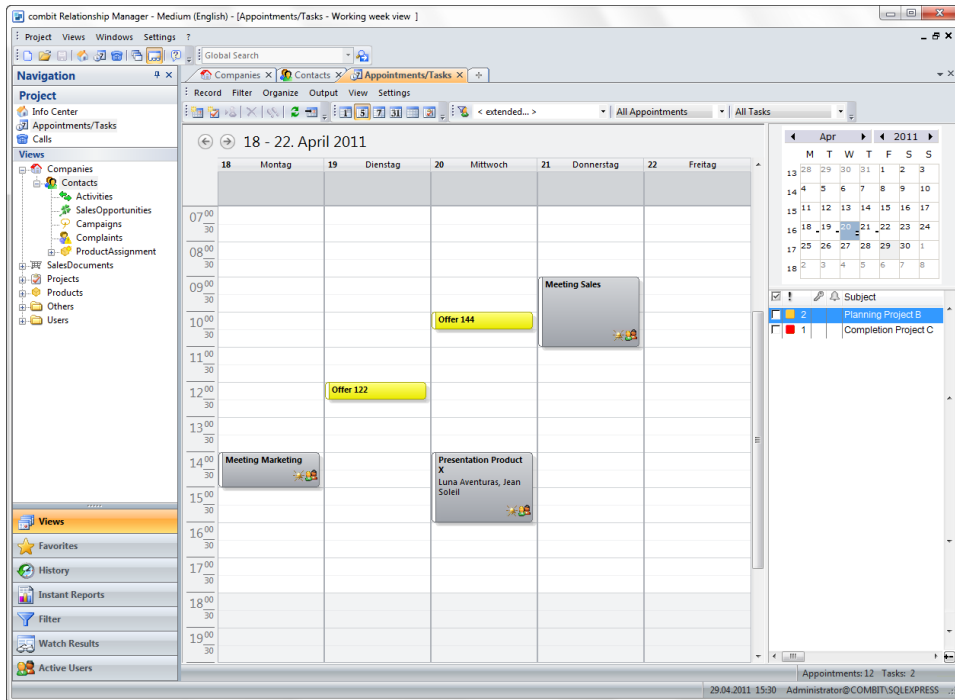 combit Relationship Manager - Medium (English) - [Appointments/Tasks - Working week view ]
Project Views Windows Settings ?
Global Search
Navigation
Project
Info Center
Appointments/Tasks
Calls
Views
Companies
Contacts
Activities
SalesOpportunities
Campaigns
Complaints
ProductAssignment
SalesDocuments
Projects
Products
Others
Users
Views
Favorites
History
Instant Reports
Filter
Watch Results
Active Users
Companies Contacts Appointments/Tasks
Record Filter Organize Output View Settings
1 5 7 31 < extended... > All Appointments All Tasks
18 - 22. April 2011
18 Montag 19 Dienstag 20 Mittwoch 21 Donnerstag 22 Freitag
07 00
30
08 00
30
09 00
Meeting Sales
30
10 00
Offer 144
30
11 00
30
12 00
Offer 122
30
13 00
30
14 00
Meeting Marketing
Presentation Product X
Luna Aventuras, Jean Soleil
30
15 00
30
16 00
30
17 00
30
18 00
30
19 00
30
Apr 2011
M T W T F S S
13 28 29 30 31 1 2 3
14 4 5 6 7 8 9 10
15 11 12 13 14 15 16 17
16 18 19 20 21 22 23 24
17 25 26 27 28 29 30 1
18 2 3 4 5 6 7 8
! Subject
2 Planning Project B
1 Completion Project C
Appointments: 12 Tasks: 2
29.04.2011 15:30 Administrator@COMBIT\SQLEXPRESS